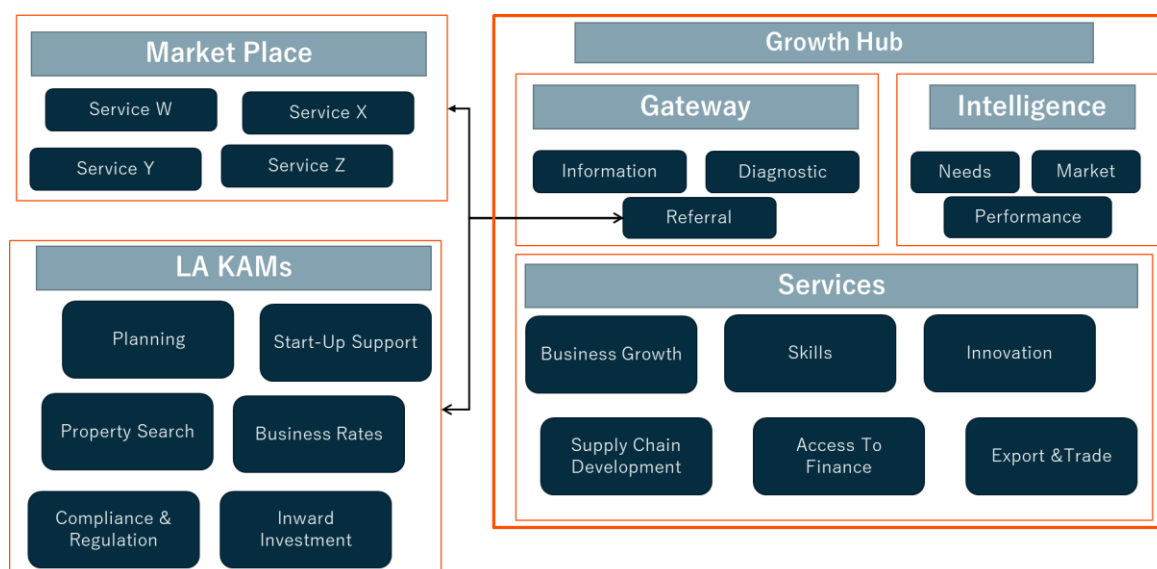 Market Place
Service W
Service X
Service Y
Service Z
LA KAMs
Planning
Start-Up Support
Property Search
Business Rates
Compliance &
Regulation
Inward
Investment
Growth Hub
Gateway
Information
Diagnostic
Referral
Intelligence
Needs
Market
Performance
Services
Business Growth
Skills
Innovation
Supply Chain
Development
Access To
Finance
Export &Trade